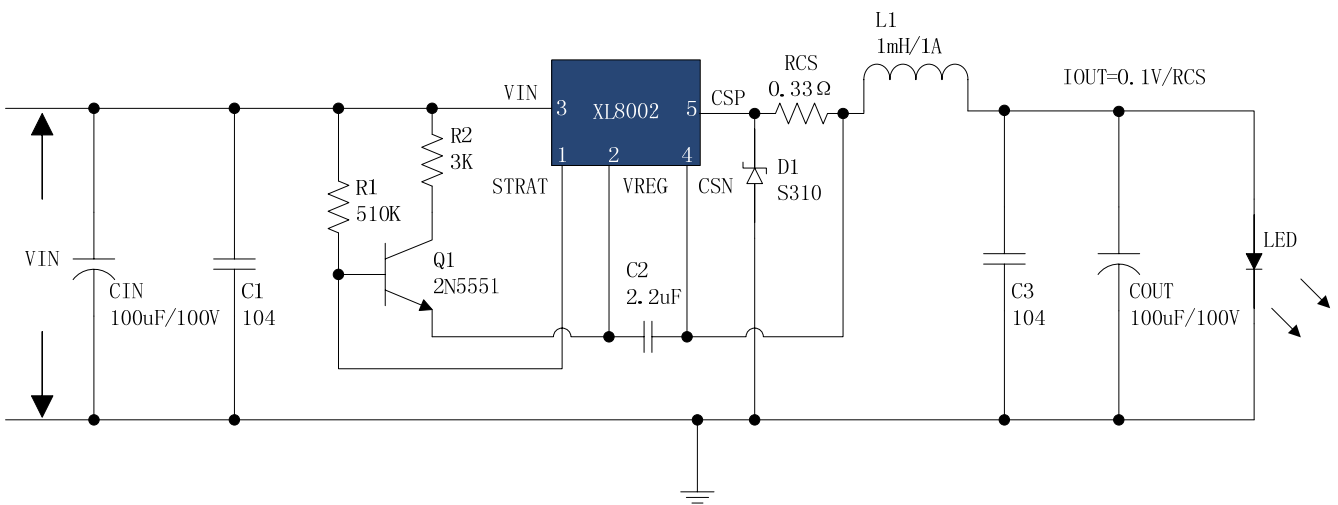 L1
1mH/1A
RCS
0.33Ω
IOUT=0.1V/RCS
VIN
3
XL8002
5
CSP
1
2
4
STRAT
VREG
CSN
R2
3K
D1
S310
R1
510K
VIN
Q1
2N5551
C2
2.2uF
LED
CIN
100uF/100V
C1
104
C3
104
COUT
100uF/100V